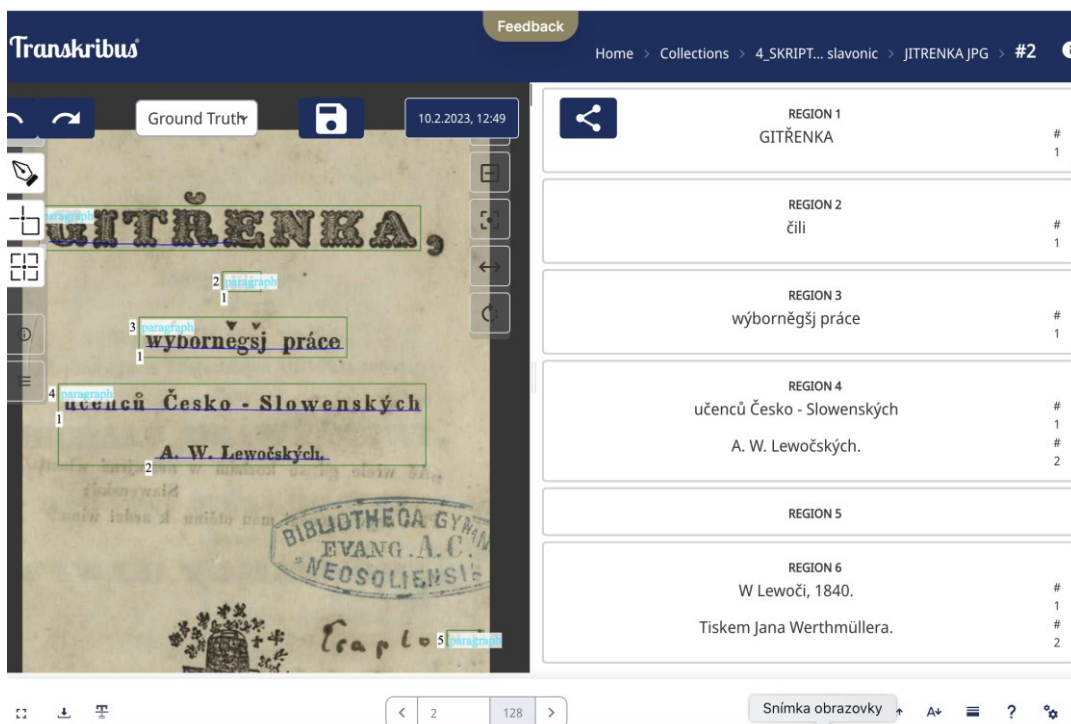 Feedback
Transkribus
Home > Collections > 4_SKRIPT... slavonic > JITRENKA JPG > #2
Ground Truth
10.2.2023, 12:49
paragraph
GITŘENKA,
2 paragraph
1
3 paragraph
wýborněgšj práce
1
4 paragraph
učenců Česko - Slowenských
1
A. W. Lewočských.
2
BIBLIOTHECA GYMN
EVANG. A. C.
NEOSOLIENSIS
5 paragraph
REGION 1
GITŘENKA
# 1
REGION 2
čili
# 1
REGION 3
wýborněgšj práce
# 1
REGION 4
učenců Česko - Slowenských
# 1
A. W. Lewočských.
# 2
REGION 5
REGION 6
W Lewoči, 1840.
# 1
Tiskem Jana Werthmüllera.
# 2
2 128
Snímka obrazovky
A
?